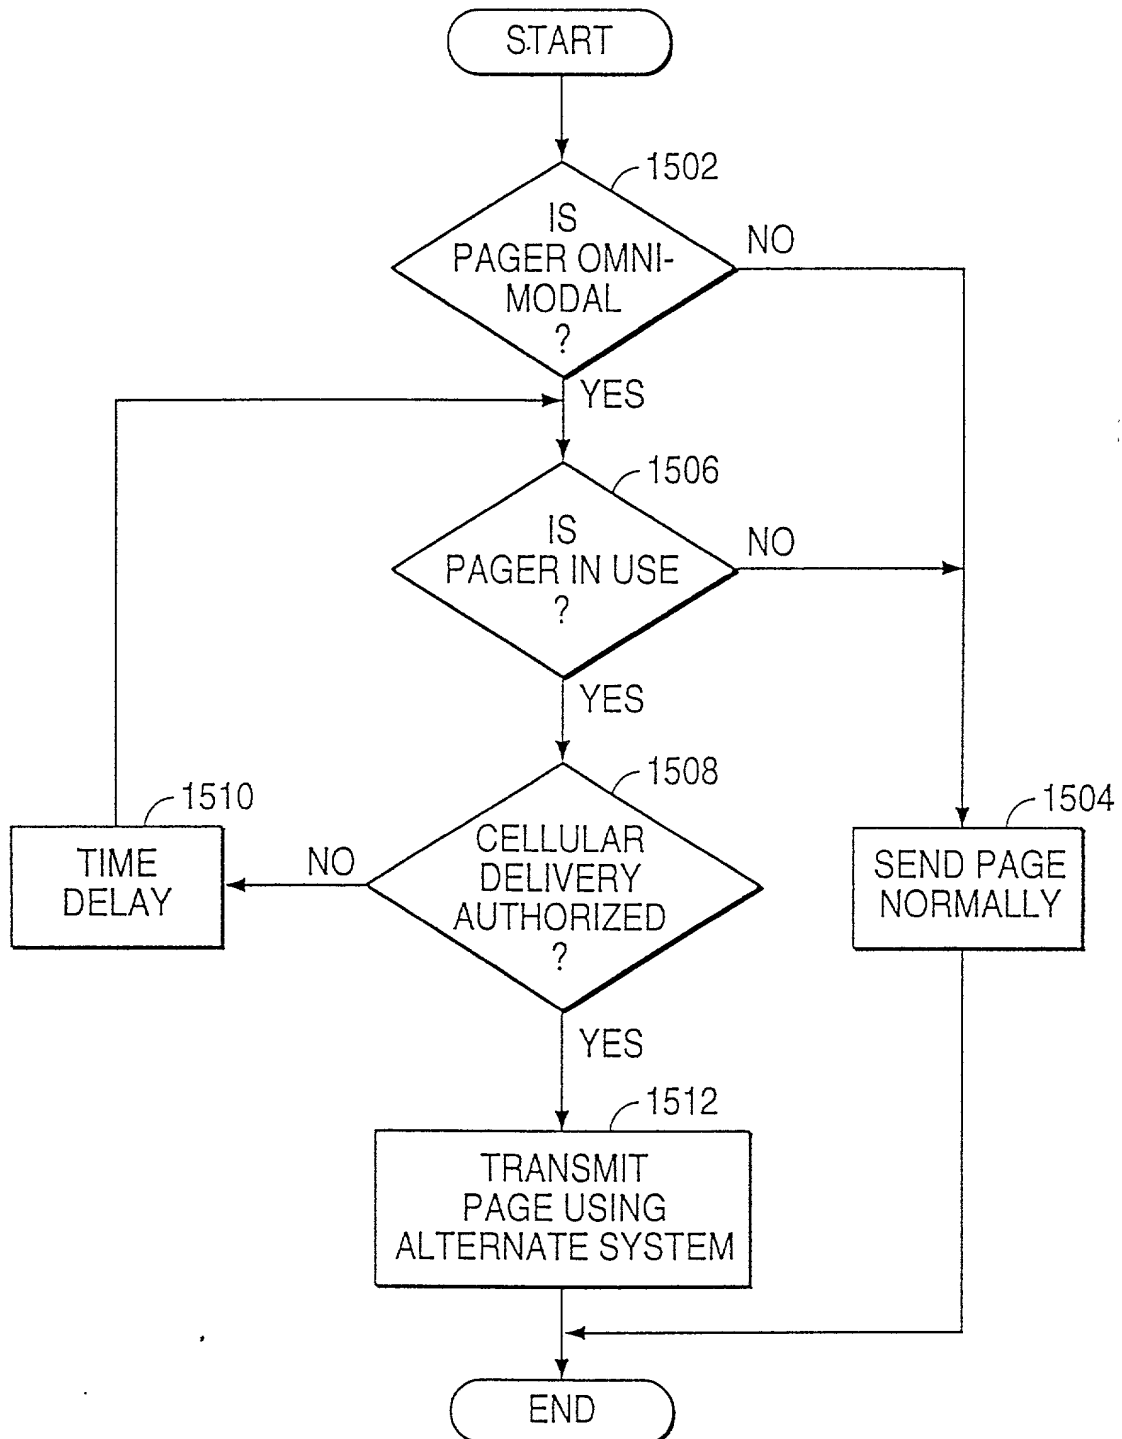 START
1502
IS
PAGER OMNI-
MODAL
?
NO
YES
1506
IS
PAGER IN USE
?
NO
YES
1508
CELLULAR
DELIVERY
AUTHORIZED
?
NO
1510
TIME
DELAY
1504
SEND PAGE
NORMALLY
YES
1512
TRANSMIT
PAGE USING
ALTERNATE SYSTEM
END